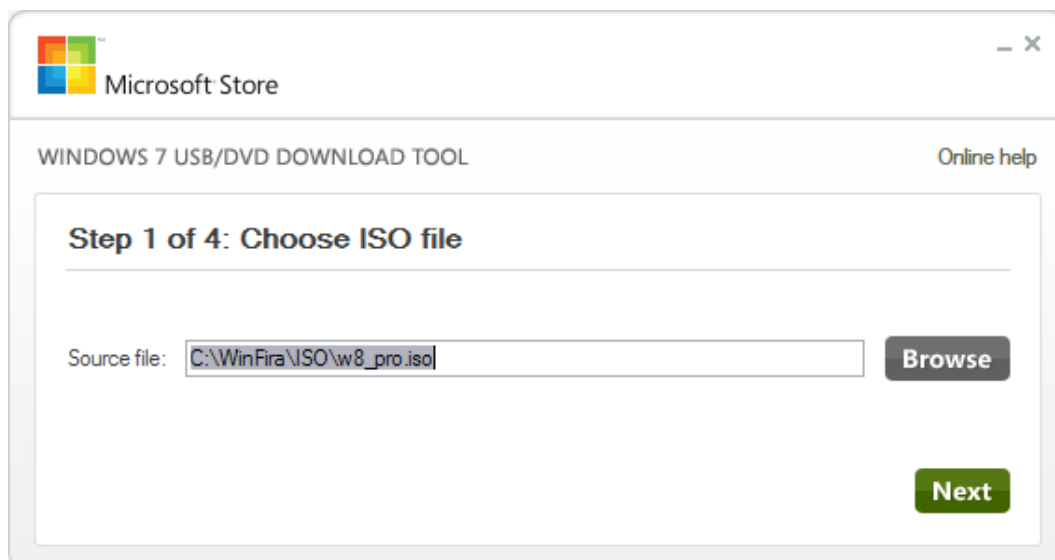 Microsoft Store
WINDOWS 7 USB/DVD DOWNLOAD TOOL
Online help
Step 1 of 4: Choose ISO file
Source file:
C:\WinFira\ISO\w8_pro.iso
Browse
Next